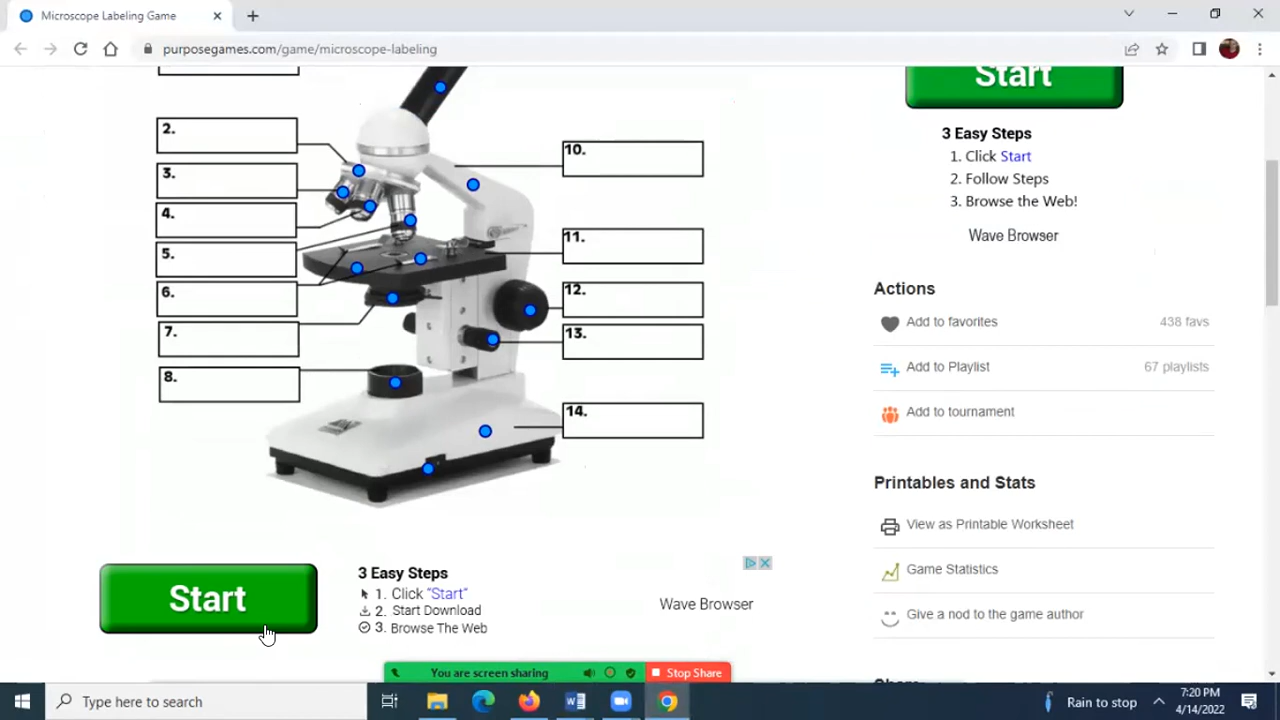 Microscope Labeling Game
purposegames.com/game/microscope-labeling
Start
2.
3.
4.
5.
6.
7.
8.
10.
11.
12.
13.
14.
3 Easy Steps
1. Click Start
2. Follow Steps
3. Browse the Web!
Wave Browser
Actions
Add to favorites 438 favs
Add to Playlist 67 playlists
Add to tournament
Printables and Stats
View as Printable Worksheet
Game Statistics
Give a nod to the game author
Start
3 Easy Steps
1. Click "Start"
2. Start Download
3. Browse The Web
Wave Browser
You are screen sharing Stop Share
Type here to search
Rain to stop
7:20 PM
4/14/2022